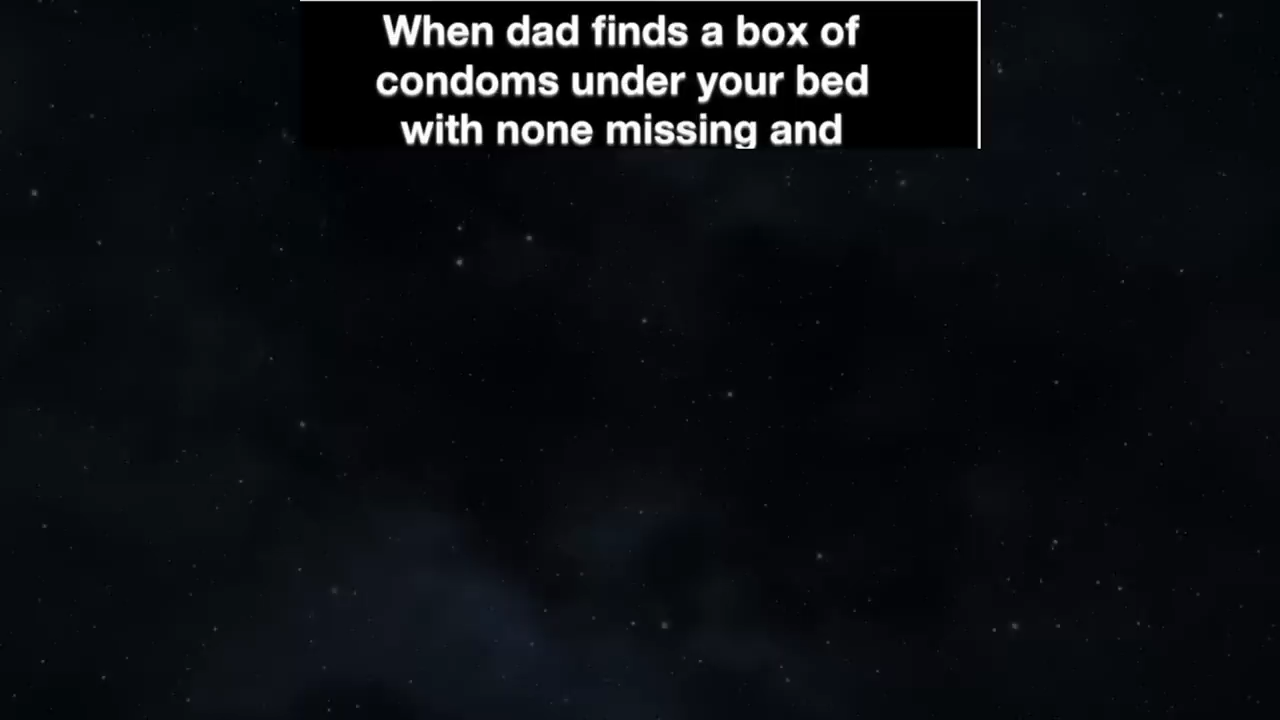 When dad finds a box of
condoms under your bed
with none missing and